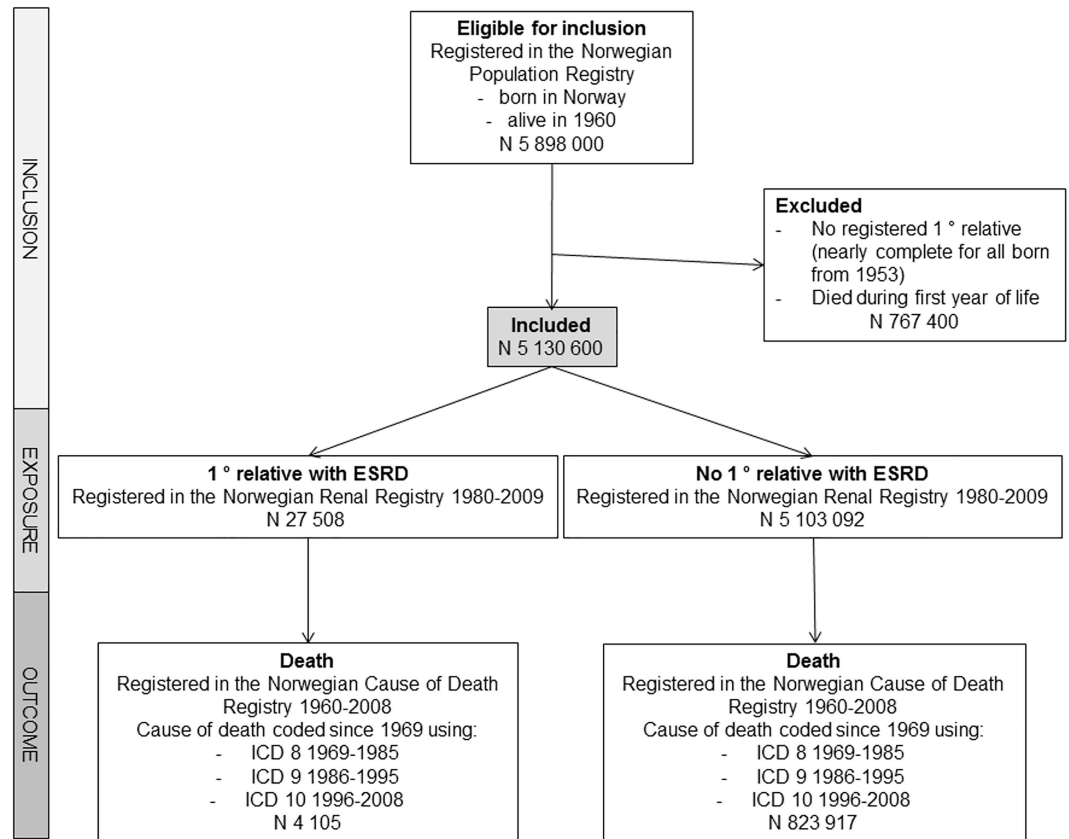 INCLUSION
Eligible for inclusion
Registered in the Norwegian
Population Registry
- born in Norway
- alive in 1960
N 5 898 000
Excluded
- No registered 1 ° relative
(nearly complete for all born
from 1953)
- Died during first year of life
N 767 400
Included
N 5 130 600
EXPOSURE
1 ° relative with ESRD
Registered in the Norwegian Renal Registry 1980-2009
N 27 508
No 1 ° relative with ESRD
Registered in the Norwegian Renal Registry 1980-2009
N 5 103 092
OUTCOME
Death
Registered in the Norwegian Cause of Death
Registry 1960-2008
Cause of death coded since 1969 using:
- ICD 8 1969-1985
- ICD 9 1986-1995
- ICD 10 1996-2008
N 4 105
Death
Registered in the Norwegian Cause of Death
Registry 1960-2008
Cause of death coded since 1969 using:
- ICD 8 1969-1985
- ICD 9 1986-1995
- ICD 10 1996-2008
N 823 917